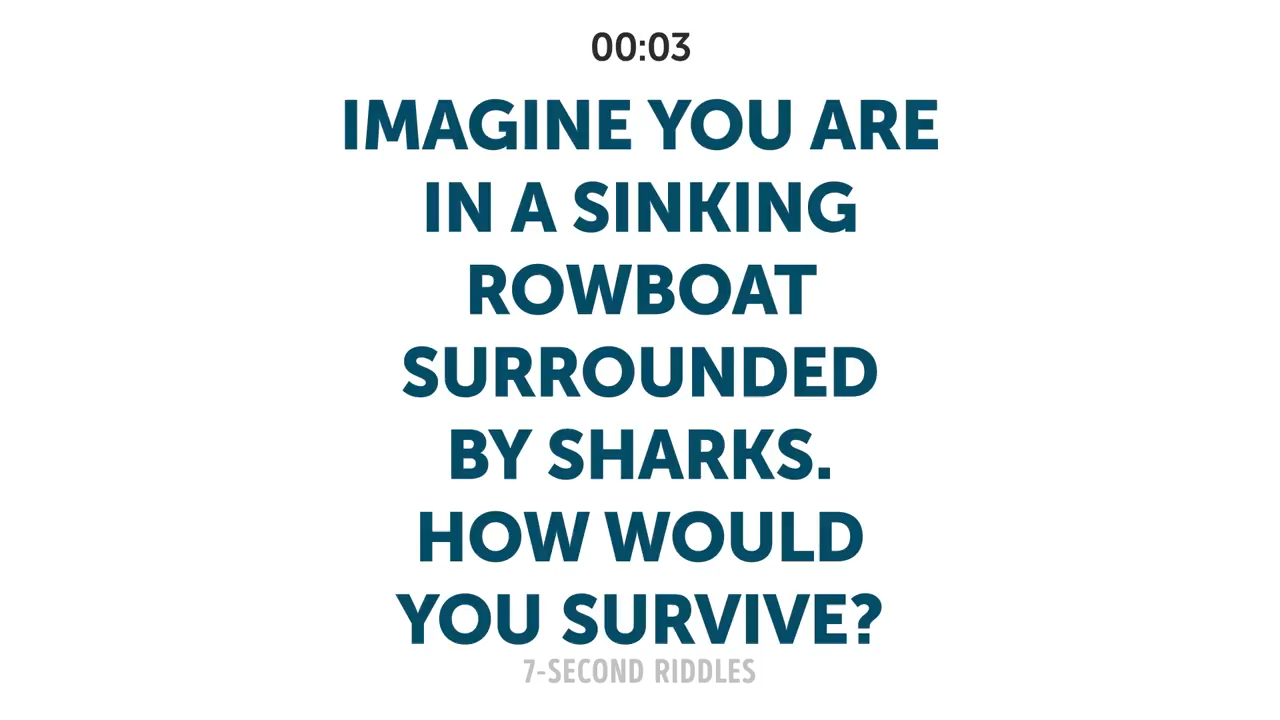 00:03
IMAGINE YOU ARE
IN A SINKING
ROWBOAT
SURROUNDED
BY SHARKS.
HOW WOULD
YOU SURVIVE?
7-SECOND RIDDLES